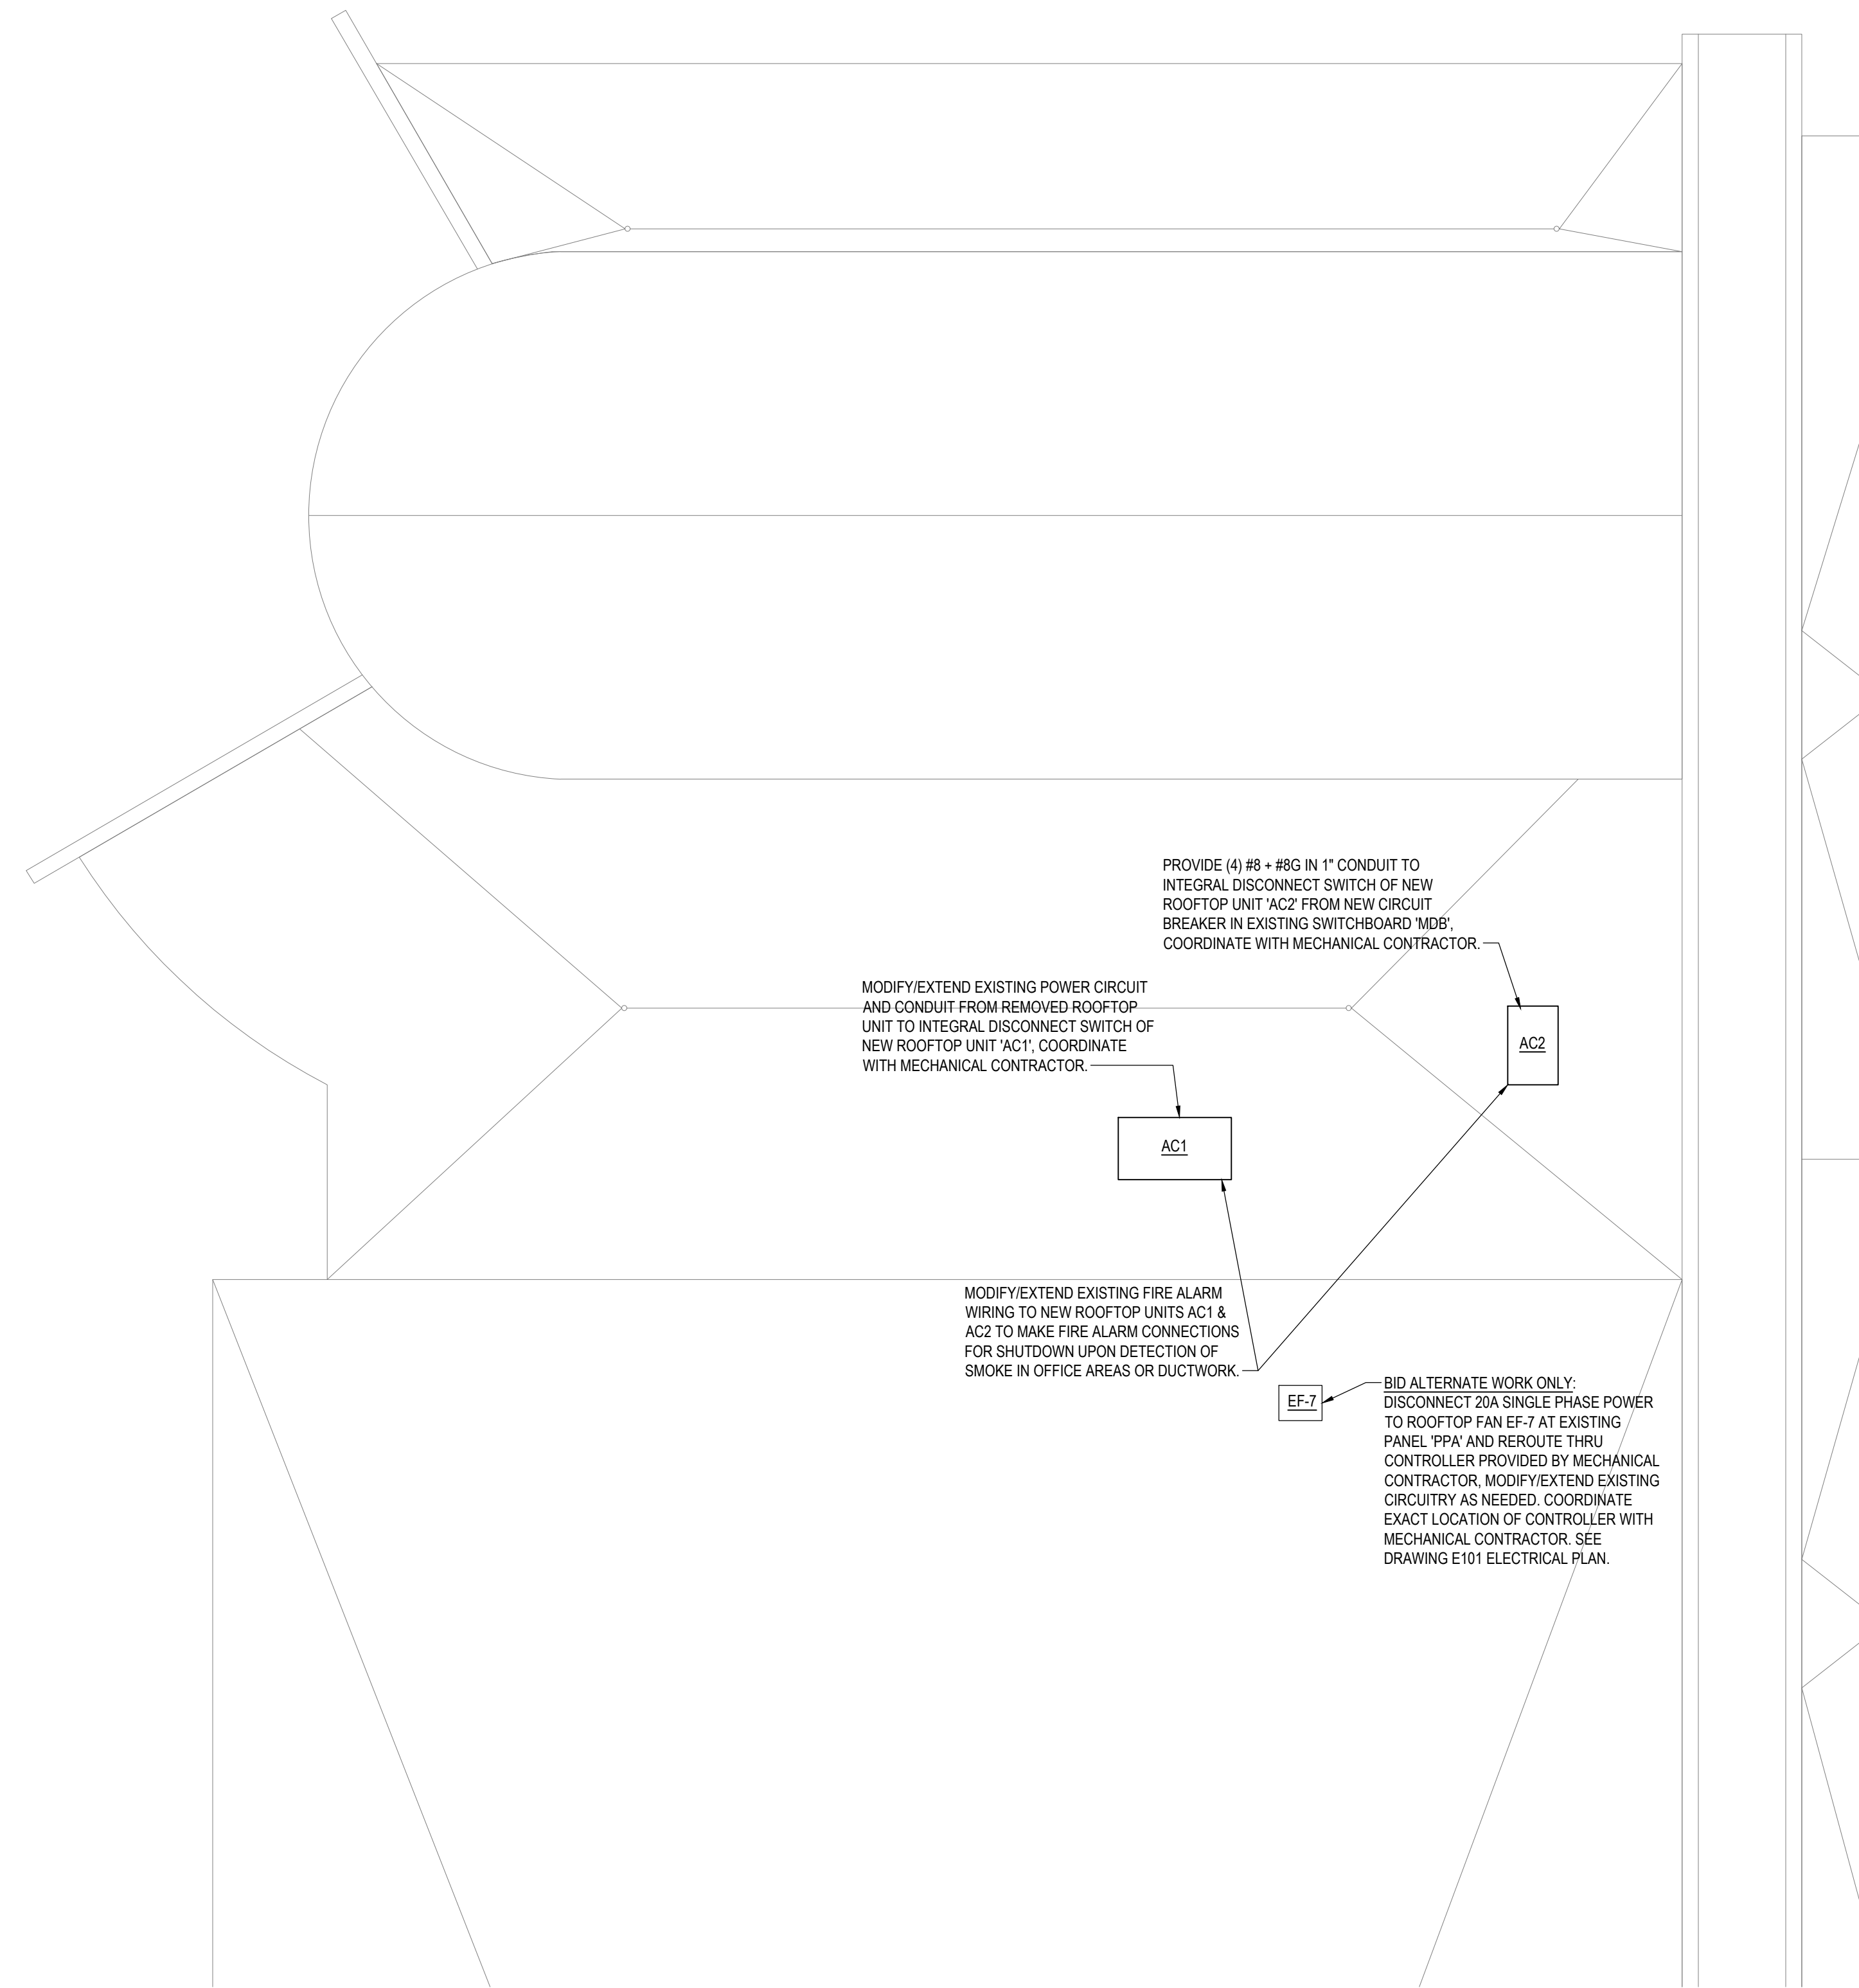 PROVIDE (4) #8 + #8G IN 1" CONDUIT TO
INTEGRAL DISCONNECT SWITCH OF NEW
ROOFTOP UNIT 'AC2' FROM NEW CIRCUIT
BREAKER IN EXISTING SWITCHBOARD 'MDB',
COORDINATE WITH MECHANICAL CONTRACTOR.
MODIFY/EXTEND EXISTING POWER CIRCUIT
AND CONDUIT FROM REMOVED ROOFTOP
UNIT TO INTEGRAL DISCONNECT SWITCH OF
NEW ROOFTOP UNIT 'AC1', COORDINATE
WITH MECHANICAL CONTRACTOR.
AC2
AC1
MODIFY/EXTEND EXISTING FIRE ALARM
WIRING TO NEW ROOFTOP UNITS AC1 &
AC2 TO MAKE FIRE ALARM CONNECTIONS
FOR SHUTDOWN UPON DETECTION OF
SMOKE IN OFFICE AREAS OR DUCTWORK.
EF-7
BID ALTERNATE WORK ONLY:
DISCONNECT 20A SINGLE PHASE POWER
TO ROOFTOP FAN EF-7 AT EXISTING
PANEL 'PPA' AND REROUTE THRU
CONTROLLER PROVIDED BY MECHANICAL
CONTRACTOR, MODIFY/EXTEND EXISTING
CIRCUITRY AS NEEDED. COORDINATE
EXACT LOCATION OF CONTROLLER WITH
MECHANICAL CONTRACTOR. SEE
DRAWING E101 ELECTRICAL PLAN.